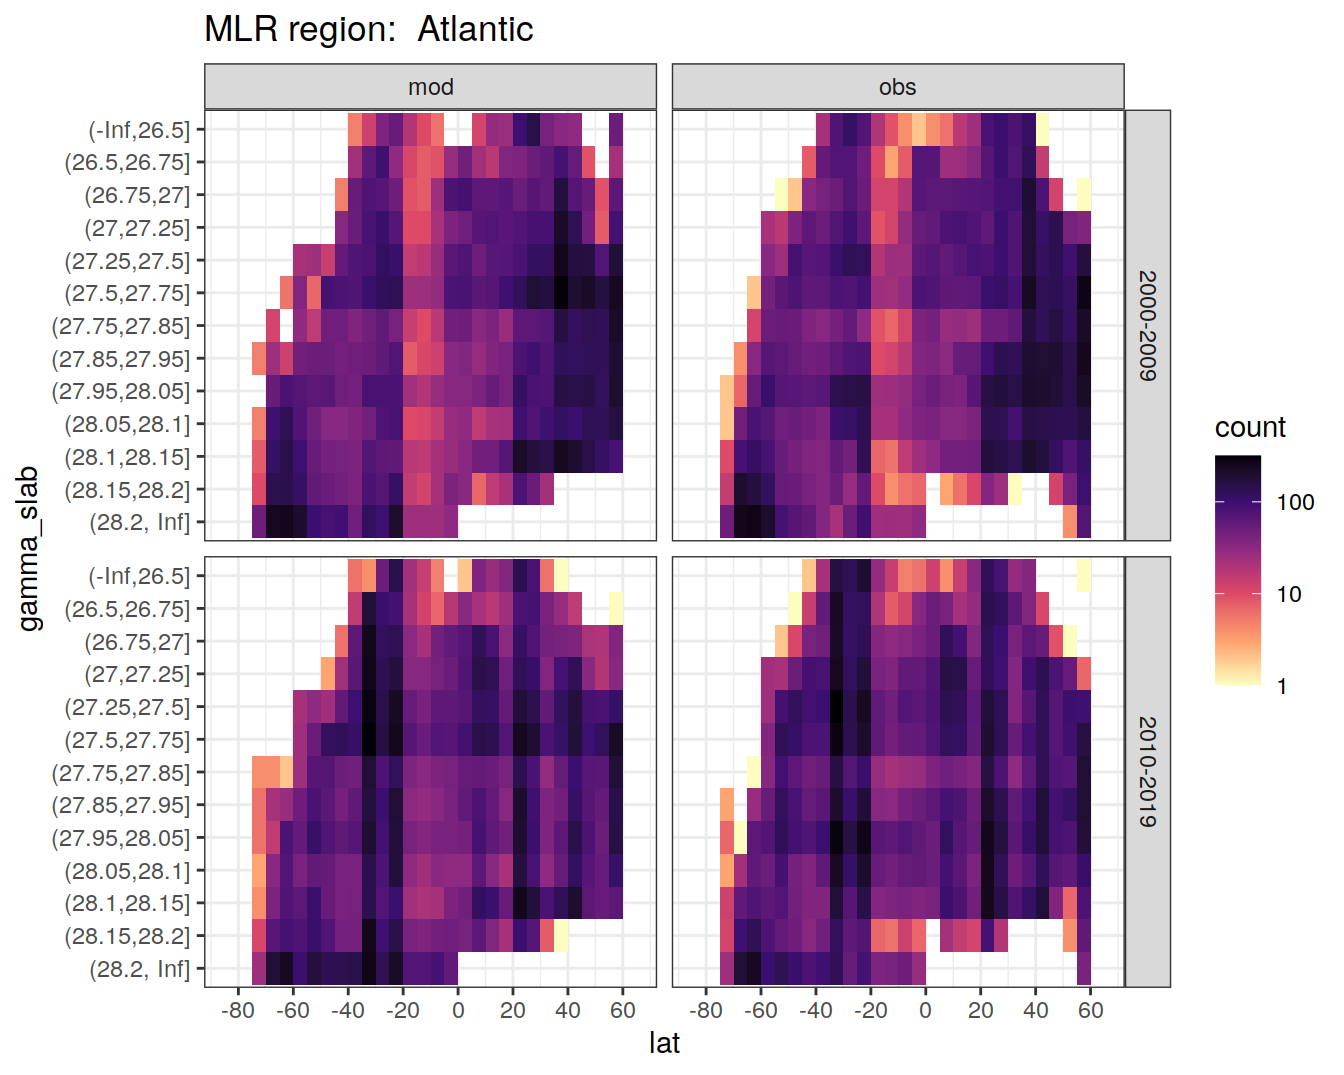 MLR region:  Atlantic
mod
obs
(-Inf,26.5]
(26.5,26.75]
(26.75,27]
(27,27.25]
(27.25,27.5]
(27.5,27.75]
(27.75,27.85]
(27.85,27.95]
(27.95,28.05]
(28.05,28.1]
(28.1,28.15]
(28.15,28.2]
(28.2, Inf]
2000-2009
(-Inf,26.5]
(26.5,26.75]
(26.75,27]
(27,27.25]
(27.25,27.5]
(27.5,27.75]
(27.75,27.85]
(27.85,27.95]
(27.95,28.05]
(28.05,28.1]
(28.1,28.15]
(28.15,28.2]
(28.2, Inf]
2010-2019
gamma_slab
-80 -60 -40 -20 0 20 40 60
-80 -60 -40 -20 0 20 40 60
lat
count
100
10
1